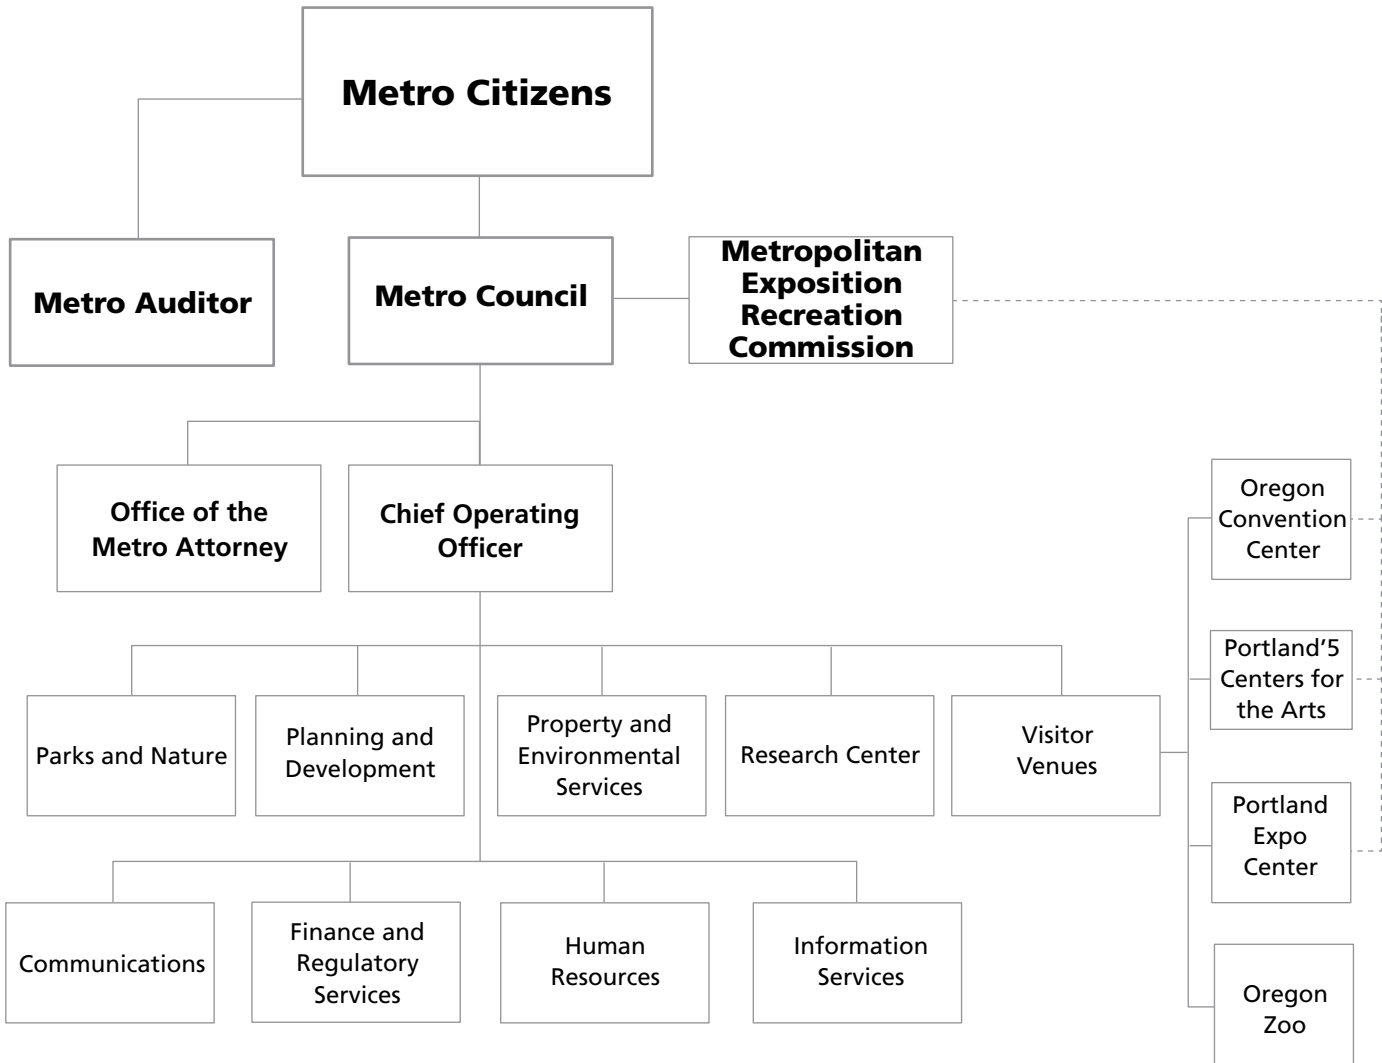 Metro Citizens
Metro Auditor
Metro Council
Metropolitan
Exposition
Recreation
Commission
Office of the
Metro Attorney
Chief Operating
Officer
Oregon
Convention
Center
Portland'5
Centers for
the Arts
Portland
Expo
Center
Oregon
Zoo
Parks and Nature
Planning and
Development
Property and
Environmental
Services
Research Center
Visitor
Venues
Communications
Finance and
Regulatory
Services
Human
Resources
Information
Services